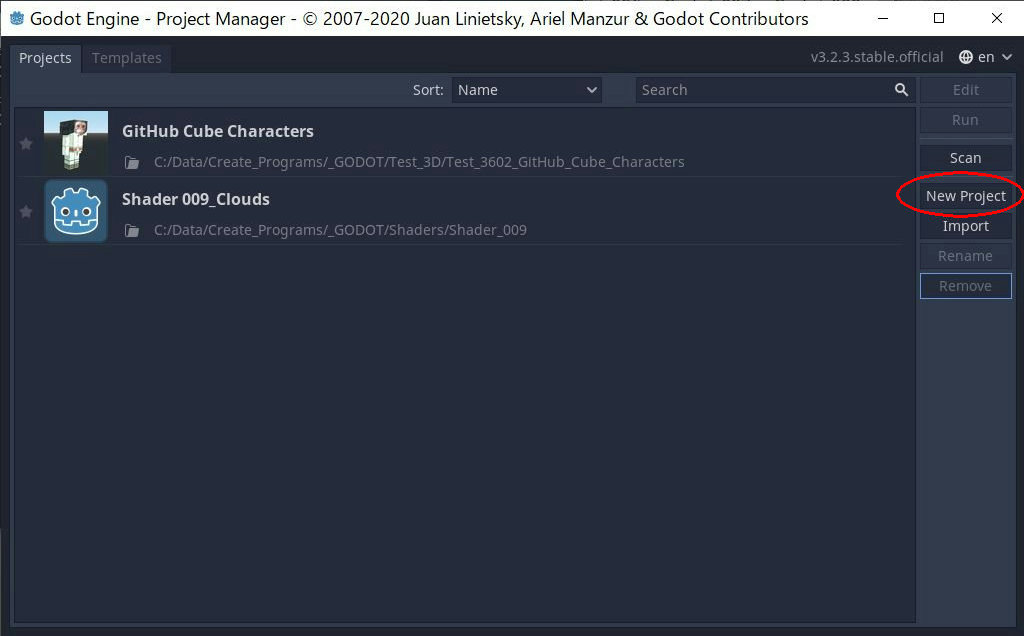 Godot Engine - Project Manager - © 2007-2020 Juan Linietsky, Ariel Manzur & Godot Contributors
Projects Templates v3.2.3.stable.official en
Sort: Name Search Edit
Run
GitHub Cube Characters
C:/Data/Create_Programs/_GODOT/Test_3D/Test_3602_GitHub_Cube_Characters
Shader 009_Clouds
C:/Data/Create_Programs/_GODOT/Shaders/Shader_009
Scan
New Project
Import
Rename
Remove